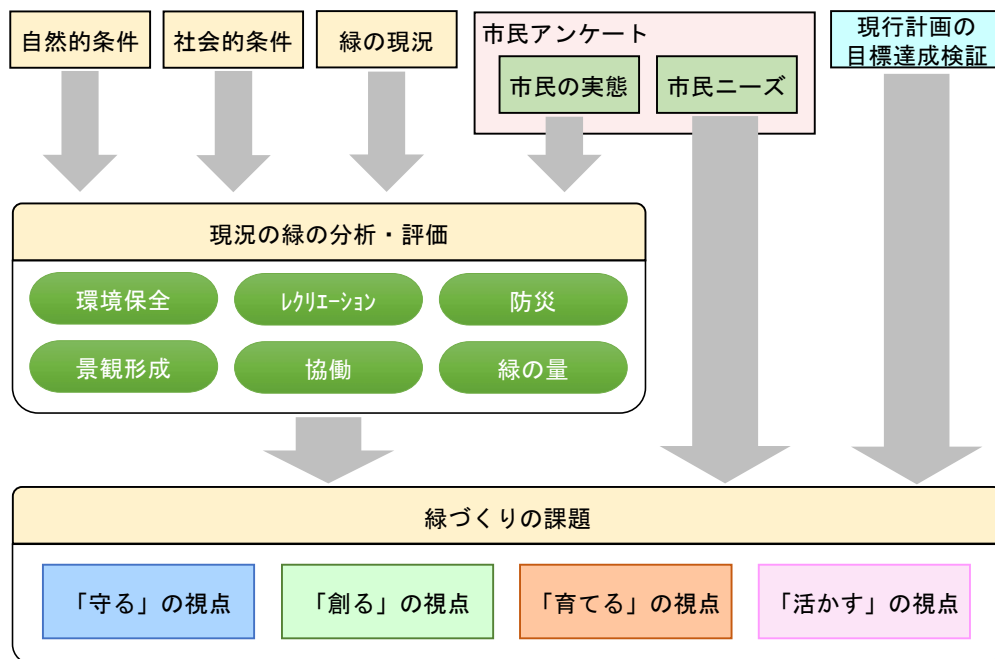 自然的条件
社会的条件
緑の現況
市民アンケート
市民の実態
市民ニーズ
現行計画の
目標達成検証
現況の緑の分析・評価
環境保全
ﾚｸﾘｴｰｼｮﾝ
防災
景観形成
協働
緑の量
緑づくりの課題
「守る」の視点
「創る」の視点
「育てる」の視点
「活かす」の視点